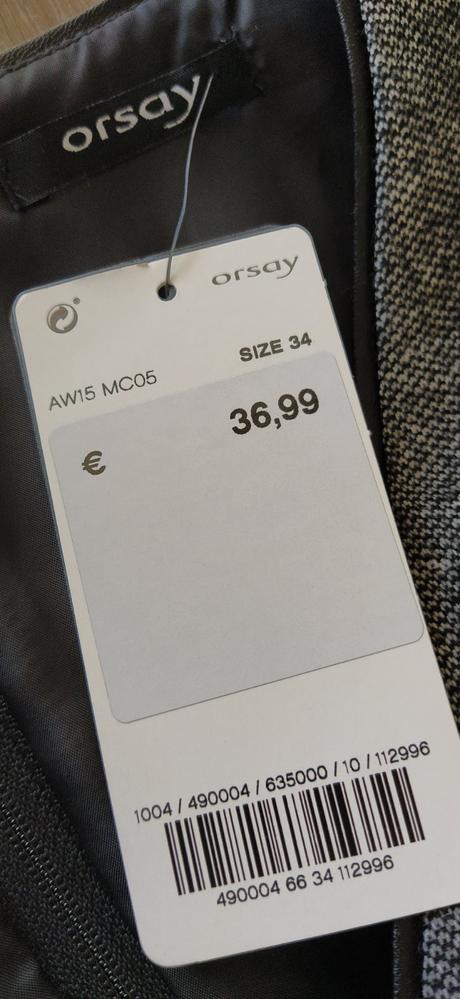 orsay
orsay
SIZE 34
AW15 MC05
36,99
€
1004 / 490004 / 635000 / 10 / 112996
490004 66 34 112996